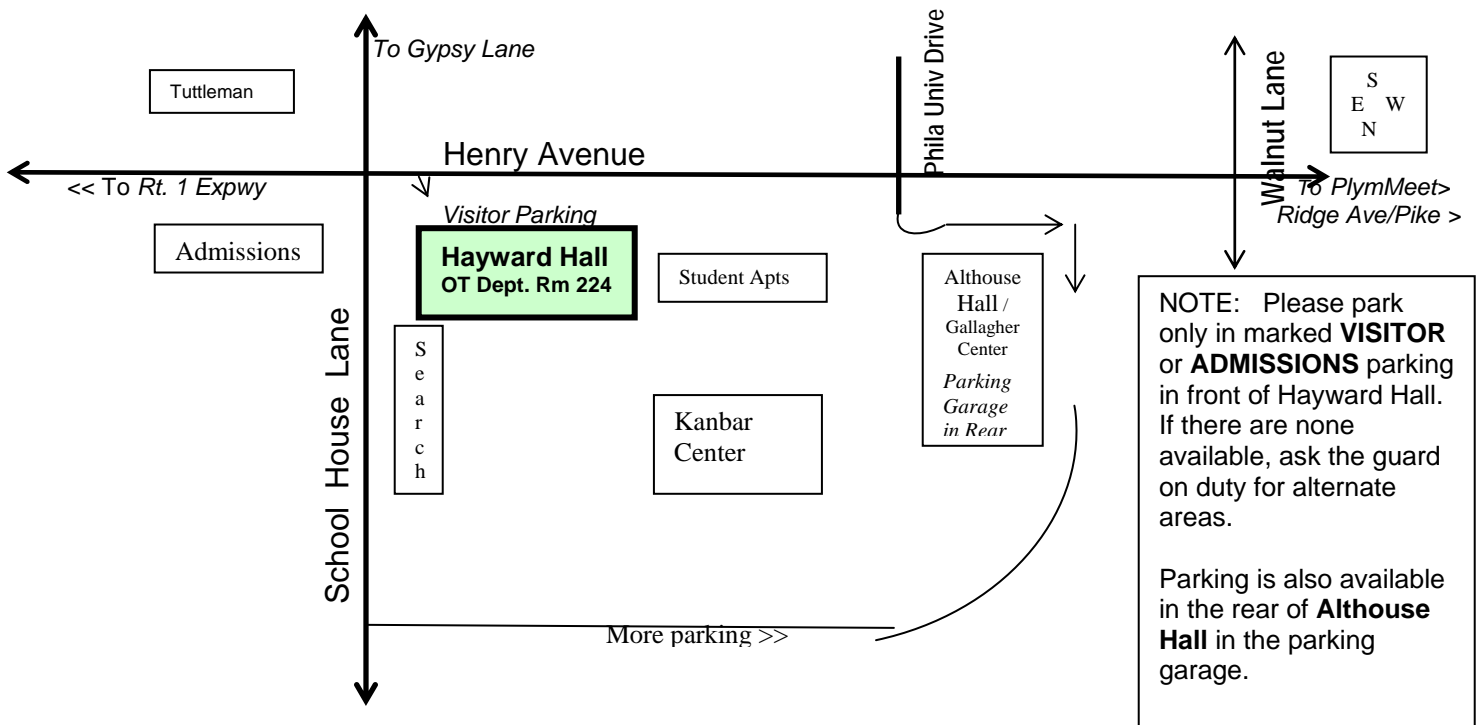 To Gypsy Lane
Phila Univ Drive
Walnut Lane
S
E W
N
Tuttleman
Henry Avenue
<< To Rt. 1 Expwy
To PlymMeet>
Ridge Ave/Pike >
Visitor Parking
Admissions
Hayward Hall
OT Dept. Rm 224
Student Apts
Althouse
Hall /
Gallagher
Center
Parking
Garage
in Rear
School House Lane
S
e
a
r
c
h
Kanbar
Center
More parking >>
NOTE: Please park
only in marked VISITOR
or ADMISSIONS parking
in front of Hayward Hall.
If there are none
available, ask the guard
on duty for alternate
areas.
Parking is also available
in the rear of Althouse
Hall in the parking
garage.